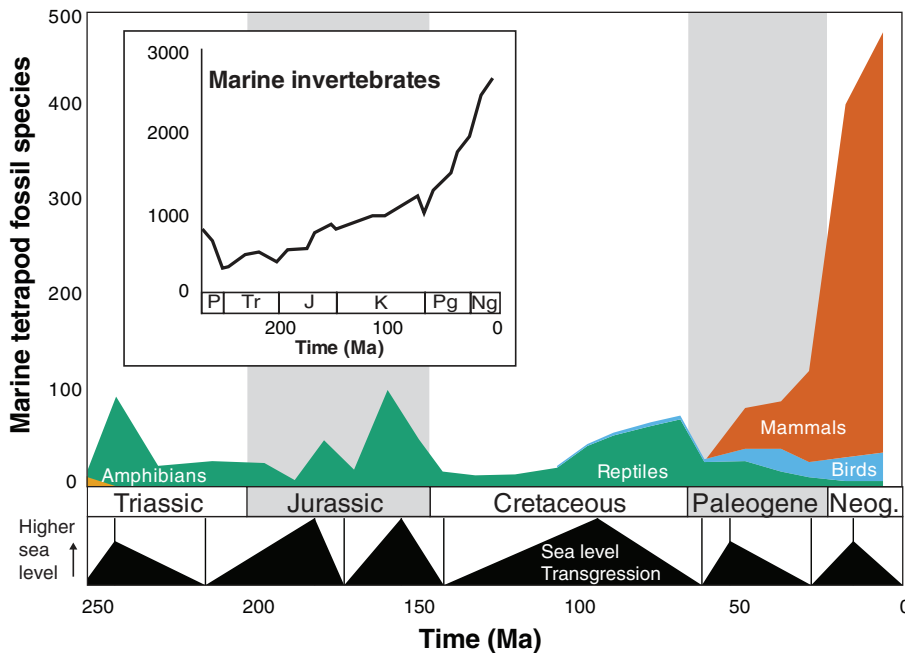 Marine tetrapod fossil species
500
400
300
200
100
0
Marine invertebrates
3000
2000
1000
0
P Tr J K Pg Ng
200 100 0
Time (Ma)
Amphibians
Reptiles
Mammals
Birds
Triassic Jurassic Cretaceous Paleogene Neog.
Higher
sea
level
Sea level
Transgression
250 200 150 100 50 0
Time (Ma)